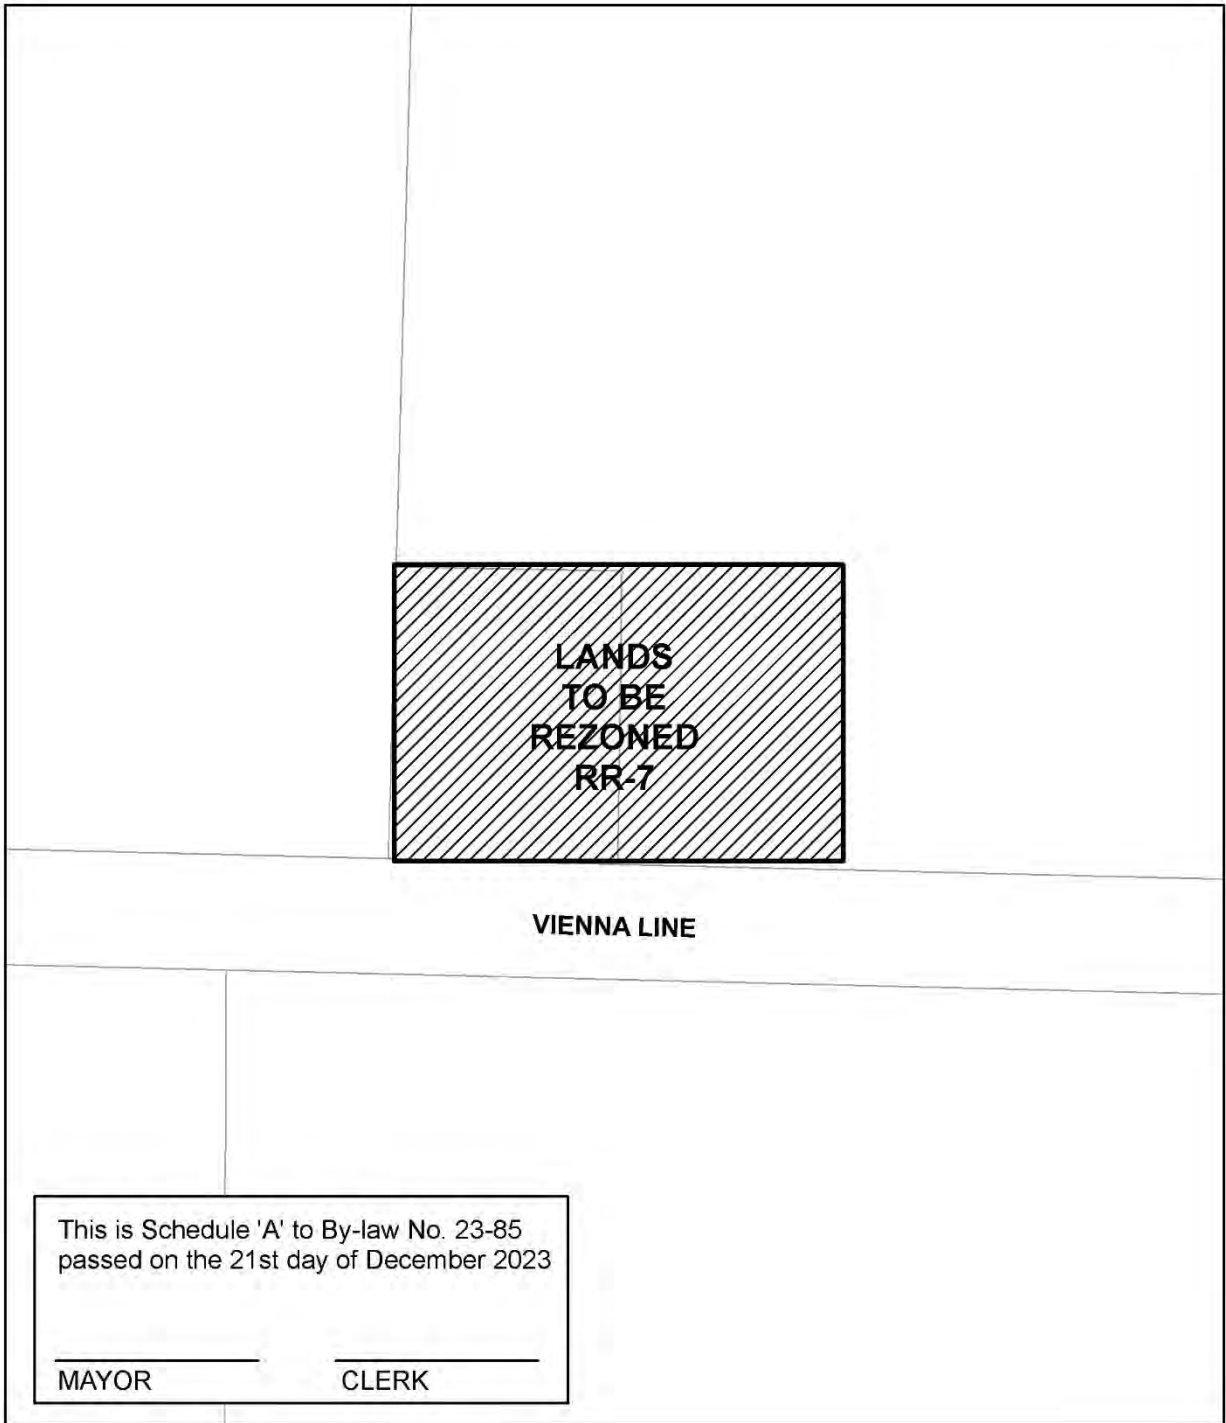 LANDS
TO BE
REZONED
RR-7
VIENNA LINE
This is Schedule 'A' to By-law No. 23-85
passed on the 21st day of December 2023
MAYOR CLERK